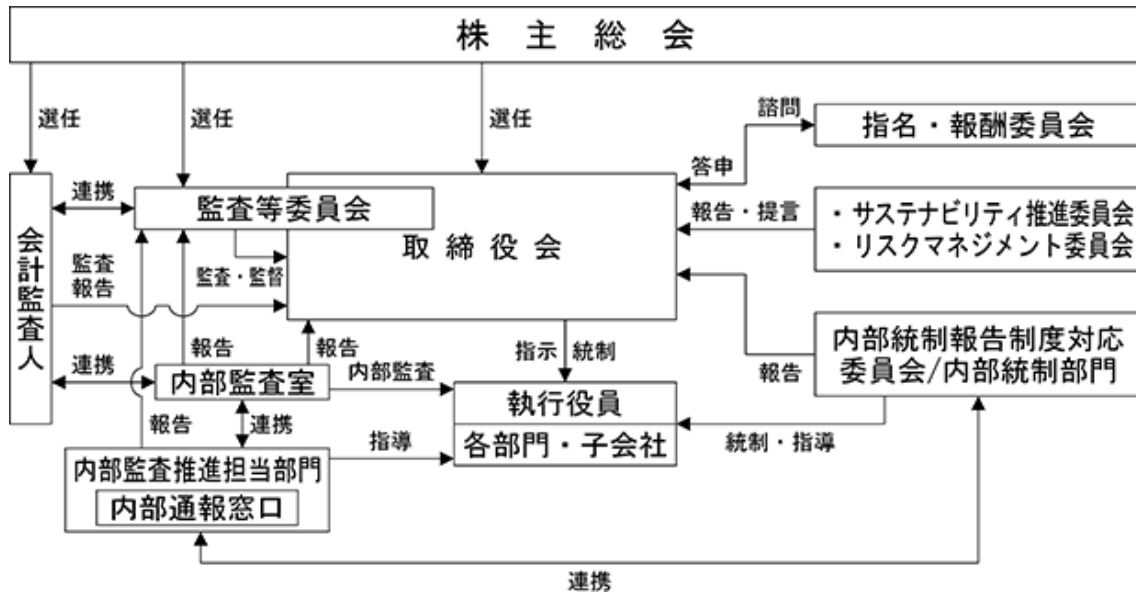 株主総会
選任
選任
選任
諮問
指名・報酬委員会
答申
連携
監査等委員会
報告・提言
・サステナビリティ推進委員会
・リスクマネジメント委員会
取締役会
会計監査人
監査
報告
監査・監督
報告
報告
指示
統制
内部統制報告制度対応
委員会/内部統制部門
報告
連携
内部監査室
内部監査
執行役員
報告
連携
指導
各部門・子会社
統制・指導
内部監査推進担当部門
内部通報窓口
連携